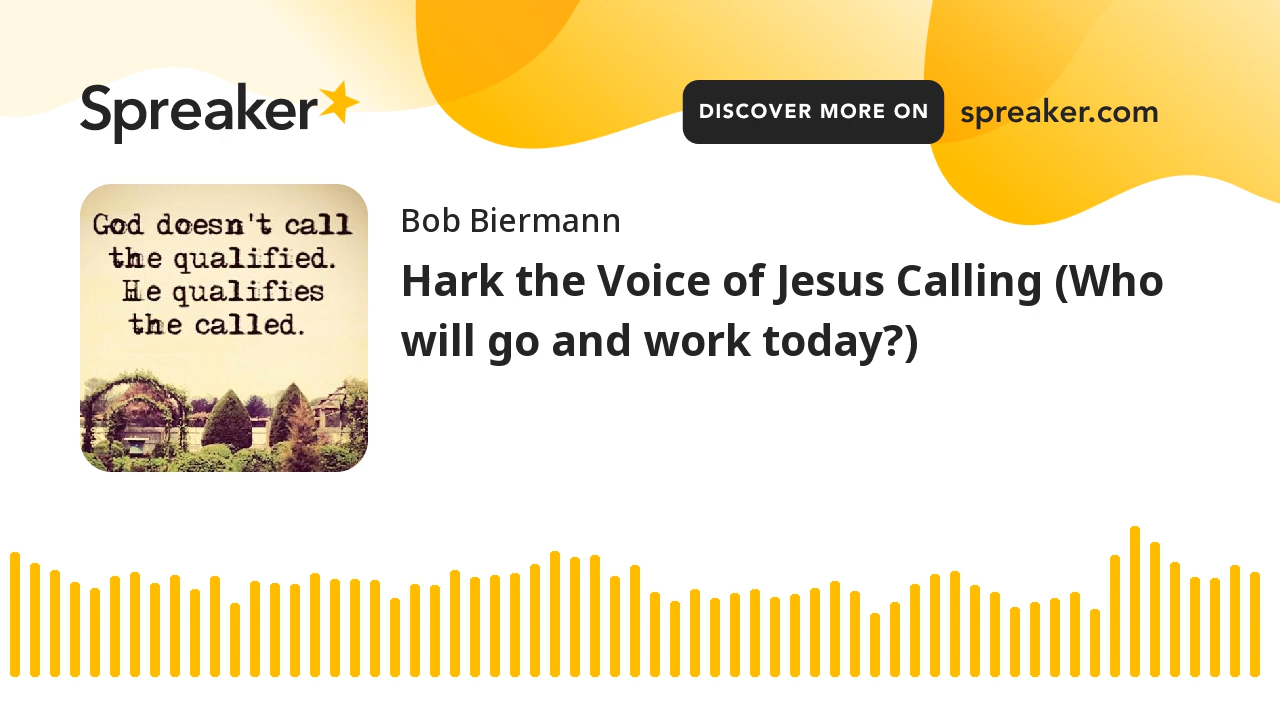 Spreaker
DISCOVER MORE ON
spreaker.com
God doesn't call
the qualified.
He qualifies
the called.
Bob Biermann
Hark the Voice of Jesus Calling (Who
will go and work today?)